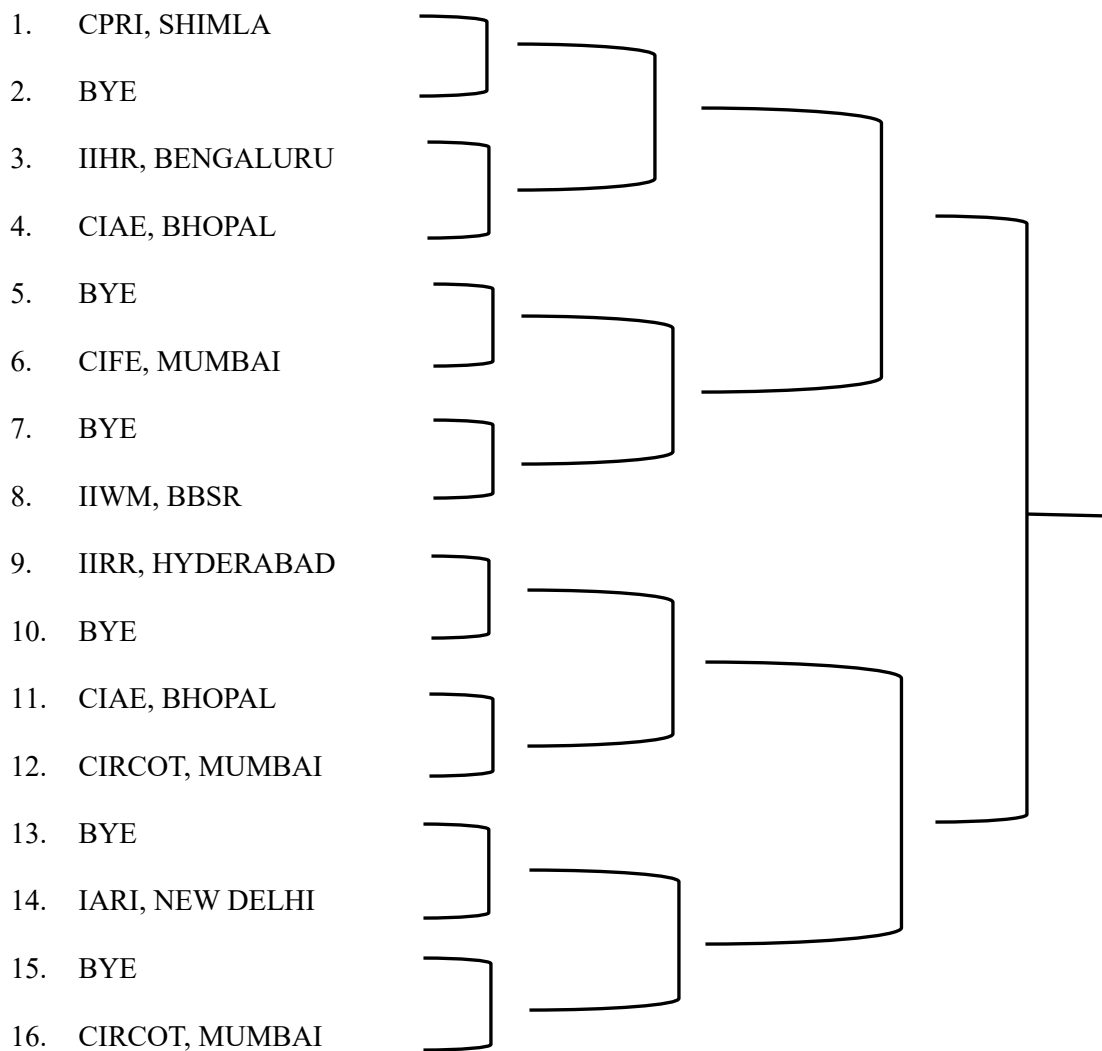 1. CPRI, SHIMLA
2. BYE
3. IIHR, BENGALURU
4. CIAE, BHOPAL
5. BYE
6. CIFE, MUMBAI
7. BYE
8. IIWM, BBSR
9. IIRR, HYDERABAD
10. BYE
11. CIAE, BHOPAL
12. CIRCOT, MUMBAI
13. BYE
14. IARI, NEW DELHI
15. BYE
16. CIRCOT, MUMBAI